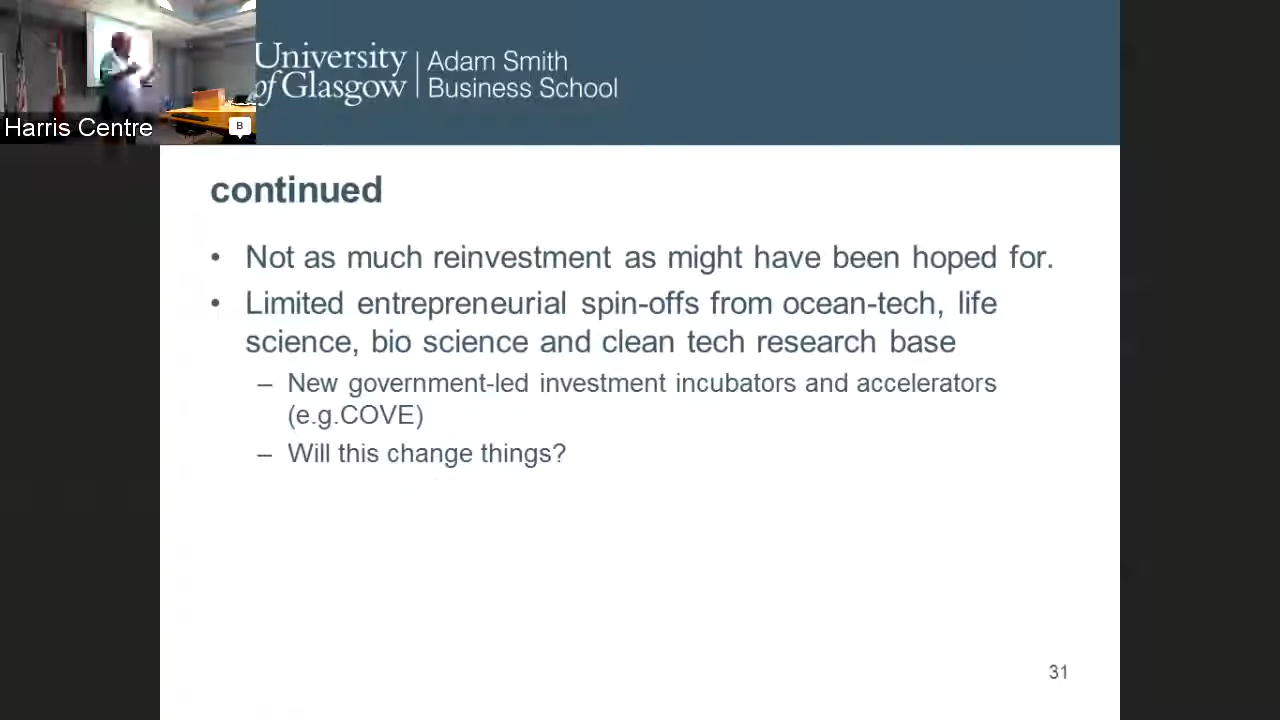 University
of Glasgow
Adam Smith
Business School
Harris Centre
B
continued
• Not as much reinvestment as might have been hoped for.
• Limited entrepreneurial spin-offs from ocean-tech, life
science, bio science and clean tech research base
– New government-led investment incubators and accelerators
(e.g.COVE)
– Will this change things?
31